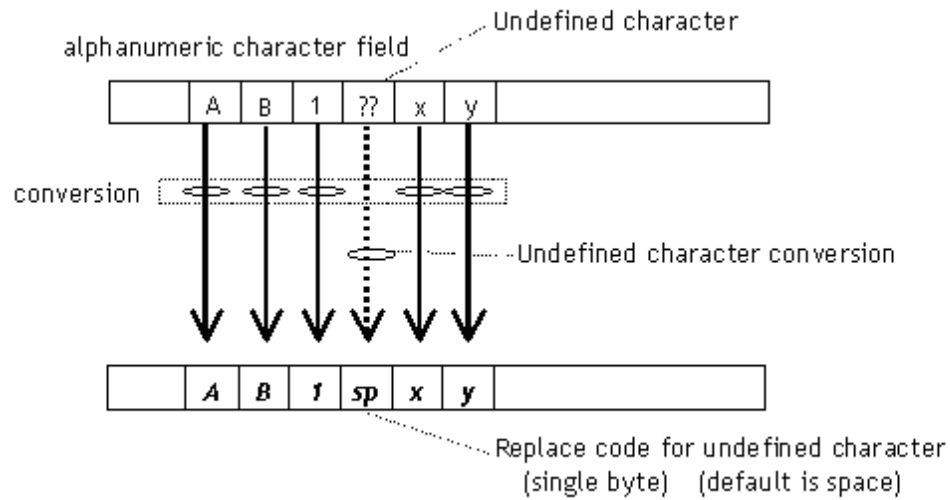 Undefined character
alphanumeric character field
A B 1 ?? x y
conversion
Undefined character conversion
A B 1 sp x y
Replace code for undefined character
(single byte) (default is space)